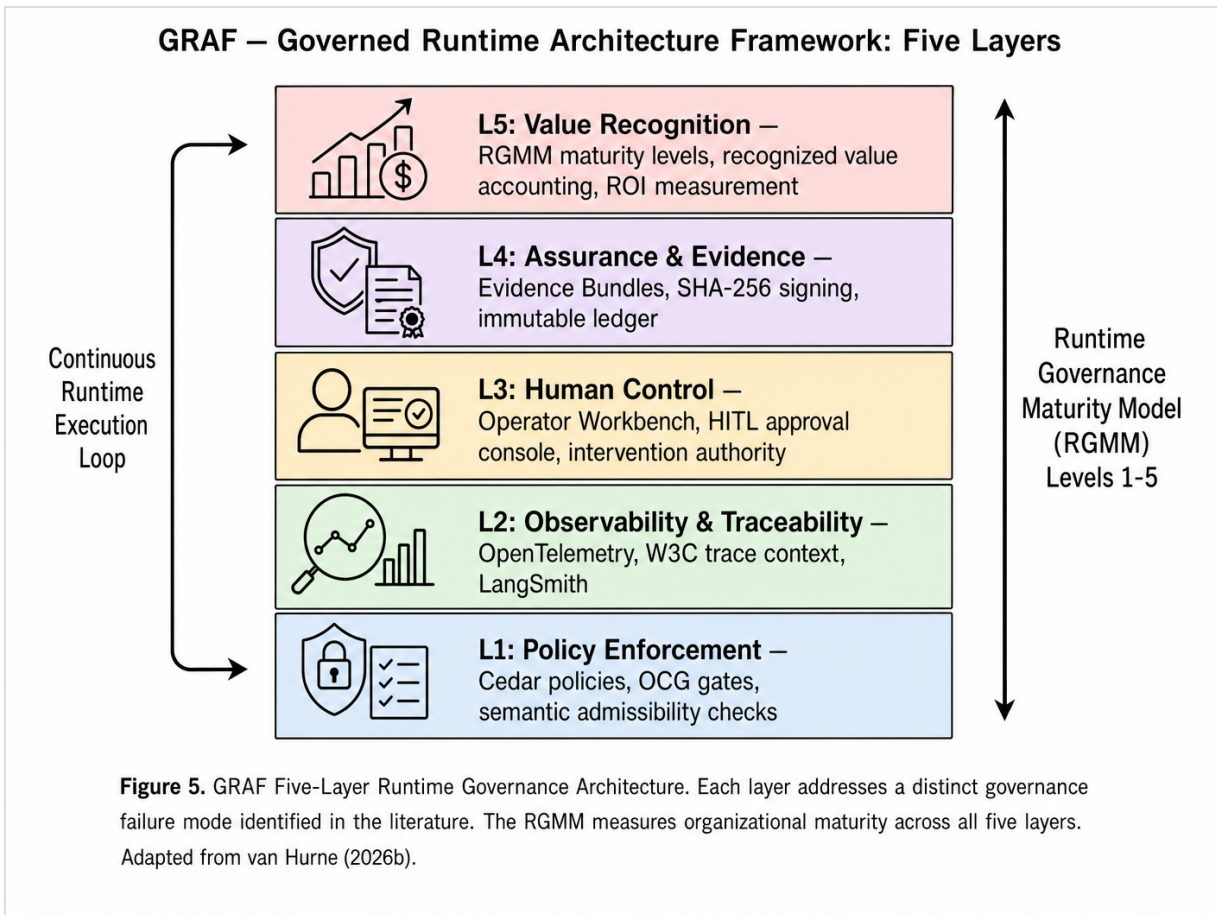 GRAF – Governed Runtime Architecture Framework: Five Layers
L5: Value Recognition –
RGMM maturity levels, recognized value
accounting, ROI measurement
$
L4: Assurance & Evidence –
Evidence Bundles, SHA-256 signing,
immutable ledger
L3: Human Control –
Operator Workbench, HITL approval
console, intervention authority
L2: Observability & Traceability –
OpenTelemetry, W3C trace context,
LangSmith
L1: Policy Enforcement –
Cedar policies, OCG gates,
semantic admissibility checks
Continuous
Runtime
Execution
Loop
Runtime
Governance
Maturity Model
(RGMM)
Levels 1-5
Figure 5. GRAF Five-Layer Runtime Governance Architecture. Each layer addresses a distinct governance
failure mode identified in the literature. The RGMM measures organizational maturity across all five layers.
Adapted from van Hurne (2026b).